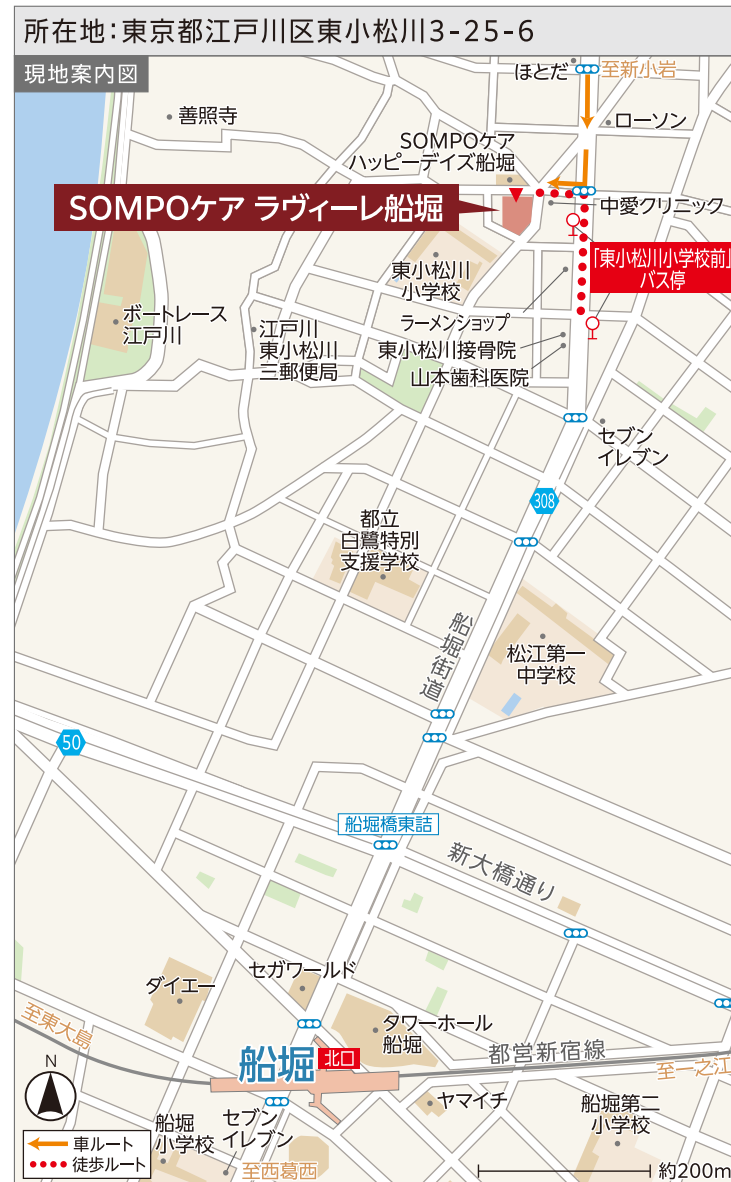 所在地:東京都江戸川区東小松川3-25-6
現地案内図
ほとだ
至新小岩
善照寺
ローソン
SOMPOケア
ハッピーデイズ船堀
SOMPOケア ラヴィーレ船堀
中愛クリニック
「東小松川小学校前」
バス停
東小松川
小学校
ボートレース
江戸川
江戸川
東小松川
三郵便局
ラーメンショップ
東小松川接骨院
山本歯科医院
セブン
イレブン
308
都立
白鷺特別
支援学校
船堀街道
松江第一
中学校
50
船堀橋東詰
新大橋通り
セガワールド
ダイエー
タワーホール
船堀
至東大島
船堀
北口
都営新宿線
至一之江
N
ヤマイチ
船堀第二
小学校
船堀
小学校
セブン
イレブン
車ルート
徒歩ルート
至西葛西
約200m